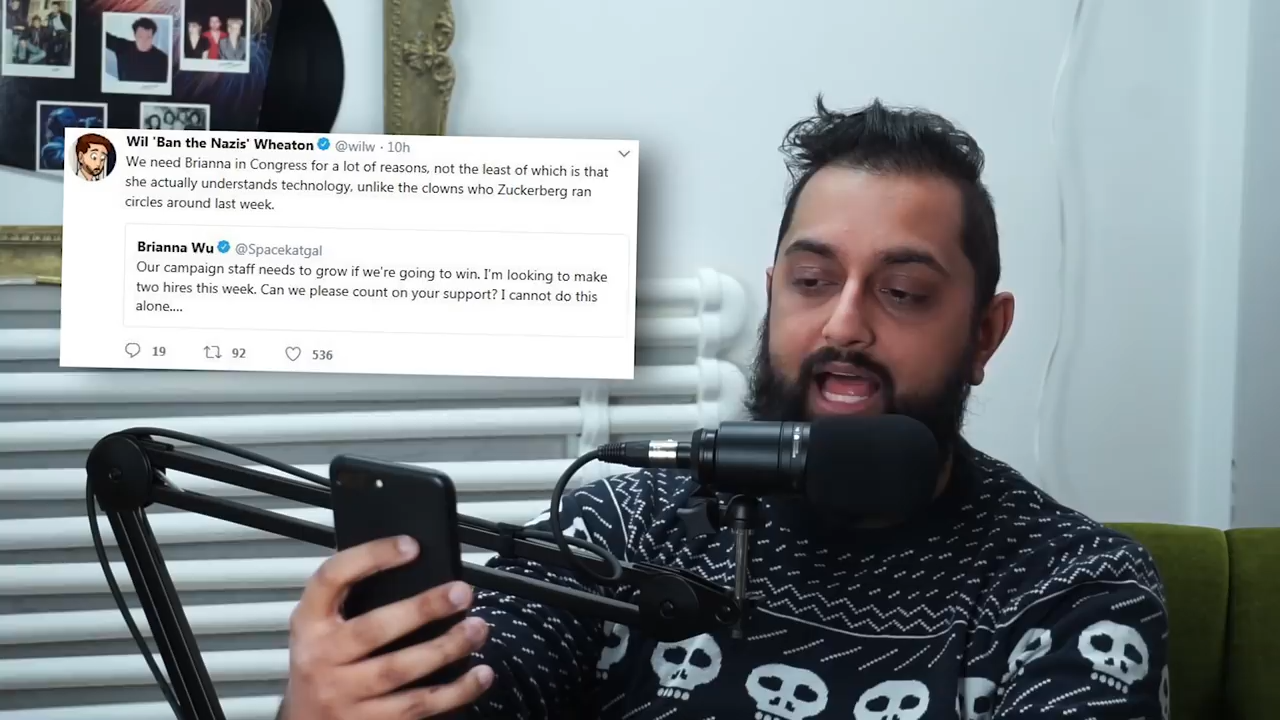 Wil 'Ban the Nazis' Wheaton @wilw · 10h
We need Brianna in Congress for a lot of reasons, not the least of which is that
she actually understands technology, unlike the clowns who Zuckerberg ran
circles around last week.
Brianna Wu @Spacekatgal
Our campaign staff needs to grow if we're going to win. I'm looking to make
two hires this week. Can we please count on your support? I cannot do this
alone....
19 92 536